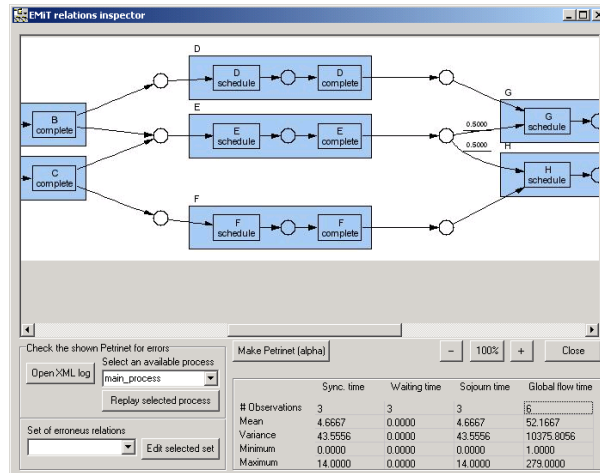 EMiT relations inspector
D
D schedule
D complete
E
B complete
E schedule
E complete
G
0.5000
G schedule
0.5000
H
C complete
H schedule
F
F schedule
F complete
Check the shown Petrinet for errors
Select an available process
Open XML log
main_process
Replay selected process
Set of erroneus relations
Edit selected set
Make Petrinet (alpha)
- 100% + Close
Sync. time Waiting time Sojourn time Global flow time
# Observations 3 3 3 6
Mean 4.6667 0.0000 4.6667 52.1667
Variance 43.5556 0.0000 43.5556 10375.8056
Minimum 0.0000 0.0000 0.0000 1.0000
Maximum 14.0000 0.0000 14.0000 279.0000